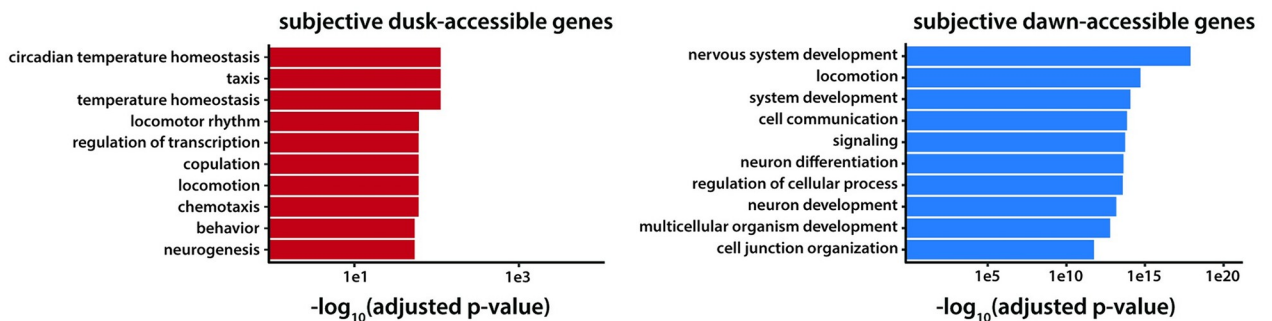 subjective dusk-accessible genes
circadian temperature homeostasis
taxis
temperature homeostasis
locomotor rhythm
regulation of transcription
copulation
locomotion
chemotaxis
behavior
neurogenesis
1e1 1e3
-log10(adjusted p-value)
subjective dawn-accessible genes
nervous system development
locomotion
system development
cell communication
signaling
neuron differentiation
regulation of cellular process
neuron development
multicellular organism development
cell junction organization
1e5 1e10 1e15 1e20
-log10(adjusted p-value)